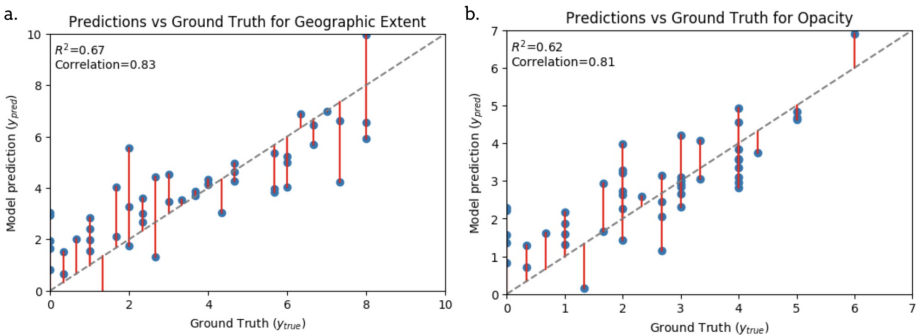 a.
Predictions vs Ground Truth for Geographic Extent
R²=0.67
Correlation=0.83
10
8
6
4
2
0
Model prediction (y_pred)
0 2 4 6 8 10
Ground Truth (y_true)
b.
Predictions vs Ground Truth for Opacity
R²=0.62
Correlation=0.81
7
6
5
4
3
2
1
0
Model prediction (y_pred)
0 1 2 3 4 5 6 7
Ground Truth (y_true)